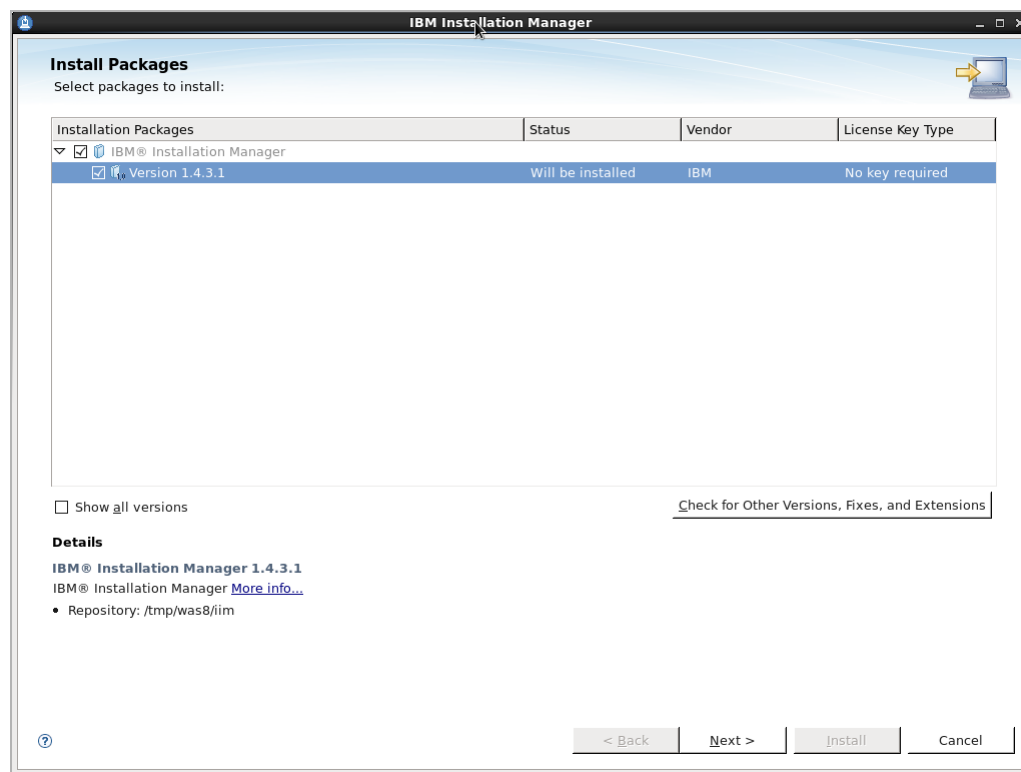 IBM Installation Manager
Install Packages
Select packages to install:
Installation Packages Status Vendor License Key Type
IBM® Installation Manager
Version 1.4.3.1 Will be installed IBM No key required
Show all versions Check for Other Versions, Fixes, and Extensions
Details
IBM® Installation Manager 1.4.3.1
IBM® Installation Manager More info...
• Repository: /tmp/was8/iim
? < Back Next > Install Cancel